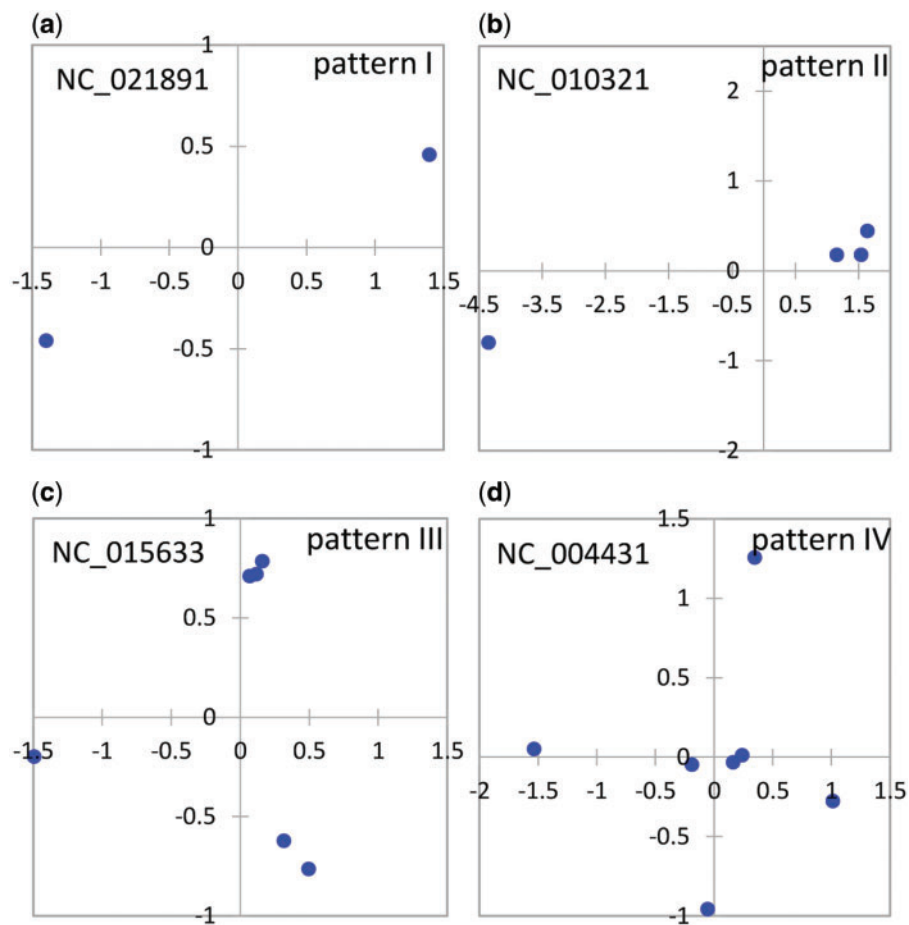 (a)
NC_021891
pattern I
1
0.5
0
-1.5 -1 -0.5 0 0.5 1 1.5
-0.5
-1
(b)
NC_010321
pattern II
2
1
0
-4.5 -3.5 -2.5 -1.5 -0.5 0.5 1.5
-1
-2
(c)
NC_015633
pattern III
1
0.5
0
-1.5 -1 -0.5 0 0.5 1 1.5
-0.5
-1
(d)
NC_004431
pattern IV
1.5
1
0.5
0
-2 -1.5 -1 -0.5 0 0.5 1 1.5
-0.5
-1